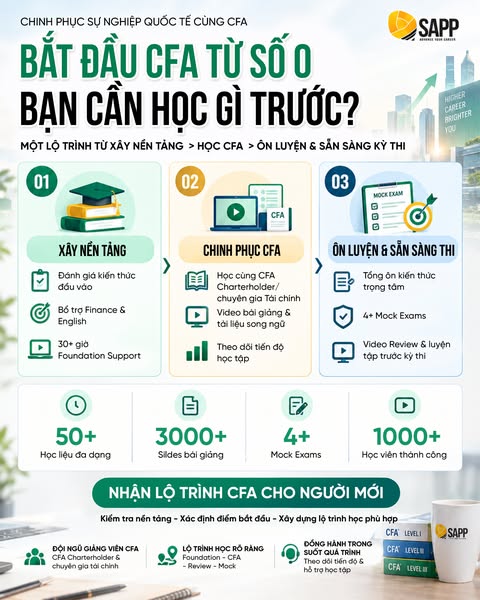 CHINH PHỤC SỰ NGHIỆP QUỐC TẾ CÙNG CFA
SAPP
ADVANCE YOUR CAREER
BẮT ĐẦU CFA TỪ SỐ 0
BẠN CẦN HỌC GÌ TRƯỚC?
HIGHER
CAREER
BRIGHTER
YOU
MỘT LỘ TRÌNH TỪ XÂY NỀN TẢNG > HỌC CFA > ÔN LUYỆN & SẴN SÀNG KỲ THI
01
XÂY NỀN TẢNG
Đánh giá kiến thức
đầu vào
Bổ trợ Finance &
English
30+ giờ
Foundation Support
02
CFA
CHINH PHỤC CFA
Học cùng CFA
Charterholder/
chuyên gia Tài chính
Video bài giảng &
tài liệu song ngữ
Theo dõi tiến độ
học tập
03
MOCK EXAM
ÔN LUYỆN & SẴN SÀNG THI
Tổng ôn kiến thức
trọng tâm
4+ Mock Exams
Video Review & luyện
tập trước kỳ thi
50+
Học liệu đa dạng
3000+
Sildes bài giảng
4+
Mock Exams
1000+
Học viên thành công
NHẬN LỘ TRÌNH CFA CHO NGƯỜI MỚI
Kiểm tra nền tảng - Xác định điểm bắt đầu - Xây dựng lộ trình học phù hợp
ĐỘI NGŨ GIẢNG VIÊN CFA
CFA Charterholder &
chuyên gia tài chính
LỘ TRÌNH HỌC RÕ RÀNG
Foundation - CFA
- Review - Mock
ĐỒNG HÀNH TRONG
SUỐT QUÁ TRÌNH
Theo dõi tiến độ &
hỗ trợ học tập
CFA LEVEL I
CFA LEVEL II
CFA LEVEL III
SAPP